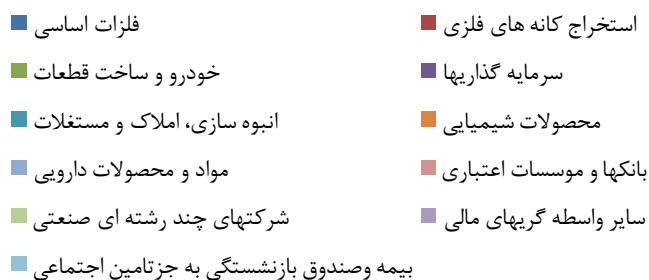 استخراج کانه های فلزی فلزات اساسی
سرمایه گذاریها خودرو و ساخت قطعات
محصولات شیمیایی انبوه سازی، املاک و مستغلات
بانکها و موسسات اعتباری مواد و محصولات دارویی
سایر واسطه گریهای مالی شرکتهای چند رشته ای صنعتی
بیمه وصندوق بازنشستگی به جزتامین اجتماعی